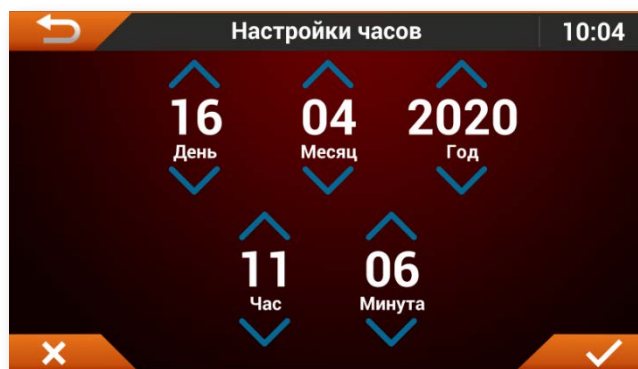 Настройки часов 10:04
16 04 2020
День Месяц Год
11 06
Час Минута